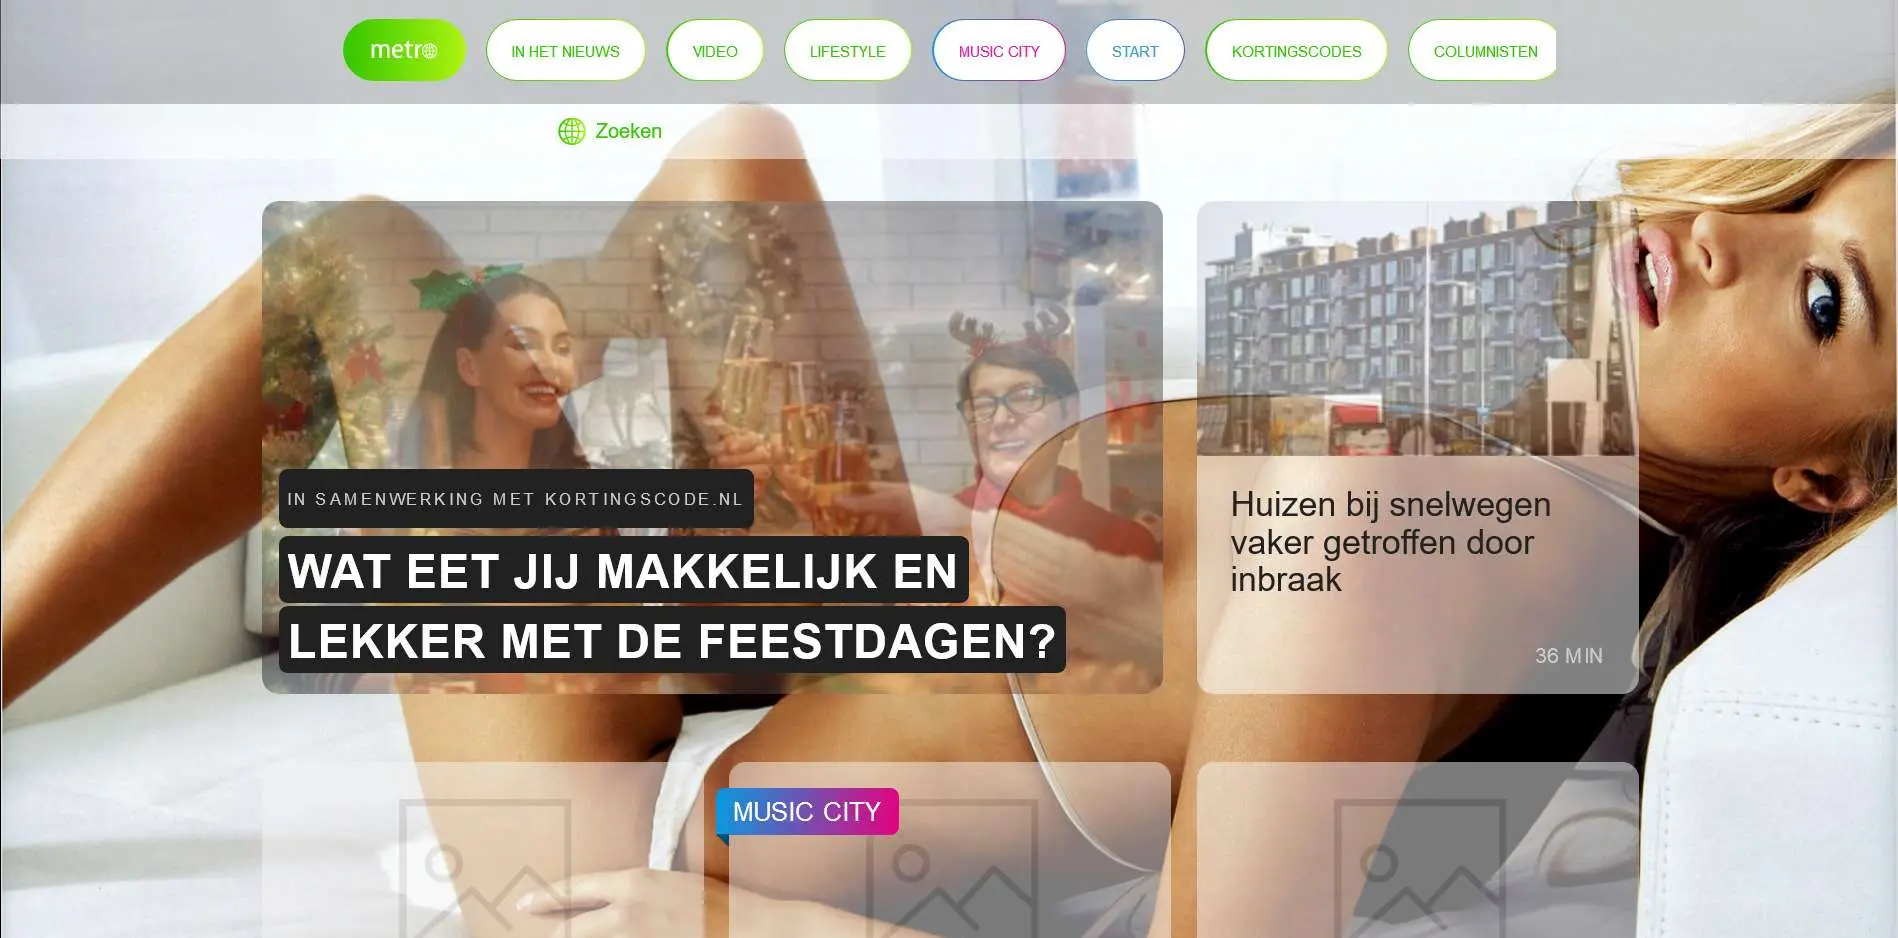 metro
IN HET NIEUWS
VIDEO
LIFESTYLE
MUSIC CITY
START
KORTINGSCODES
COLUMNISTEN
Zoeken
IN SAMENWERKING MET KORTINGSCODE.NL
WAT EET JIJ MAKKELIJK EN
LEKKER MET DE FEESTDAGEN?
Huizen bij snelwegen
vaker getroffen door
inbraak
36 MIN
MUSIC CITY